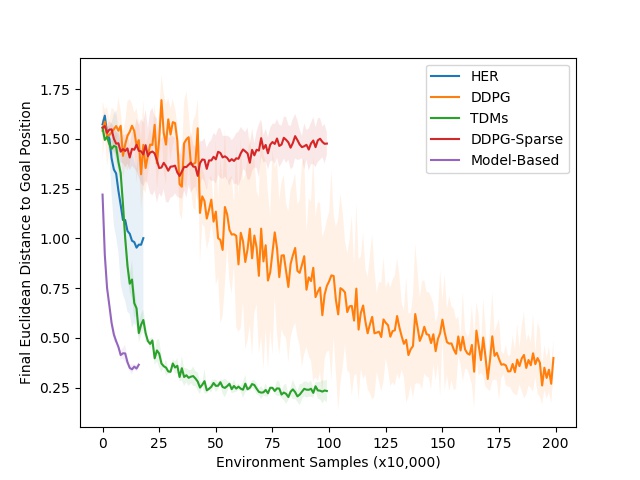 HER
DDPG
TDMs
DDPG-Sparse
Model-Based
Final Euclidean Distance to Goal Position
1.75
1.50
1.25
1.00
0.75
0.50
0.25
0 25 50 75 100 125 150 175 200
Environment Samples (x10,000)